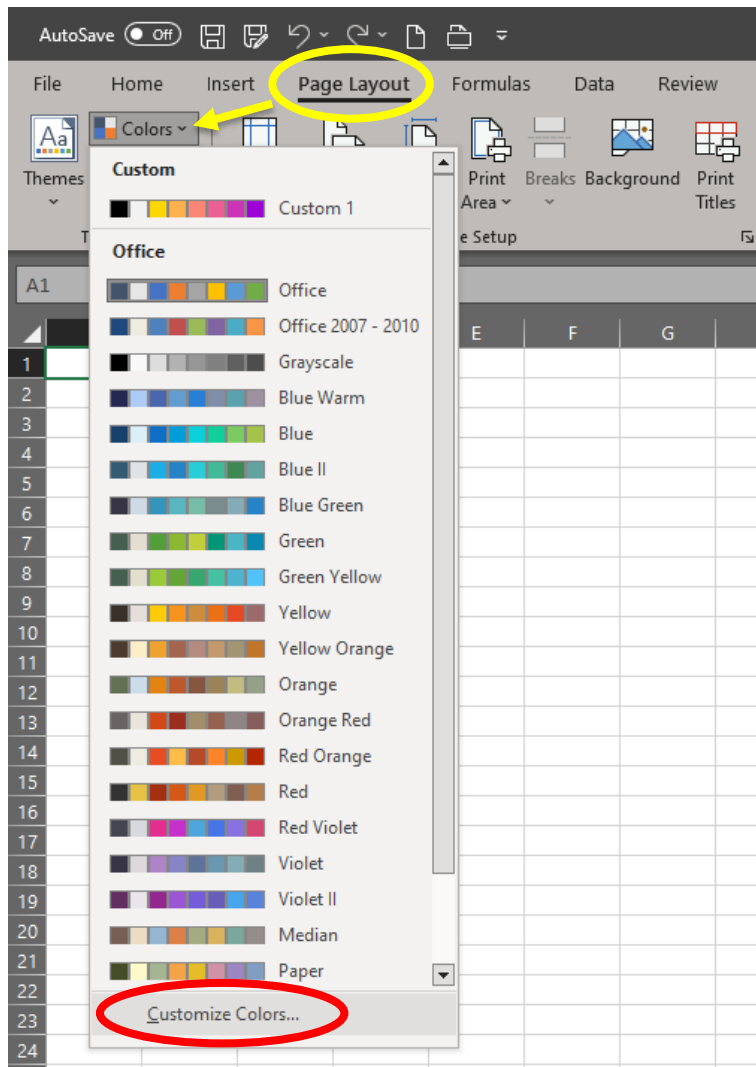 AutoSave Off
File Home Insert Page Layout Formulas Data Review
Aa Colors
Themes Print Breaks Background Print
Area Titles
T e Setup
Custom
Custom 1
Office
Office
Office 2007 - 2010
Grayscale
Blue Warm
Blue
Blue II
Blue Green
Green
Green Yellow
Yellow
Yellow Orange
Orange
Orange Red
Red Orange
Red
Red Violet
Violet
Violet II
Median
Paper
Customize Colors...
A1
E F G
1
2
3
4
5
6
7
8
9
10
11
12
13
14
15
16
17
18
19
20
21
22
23
24